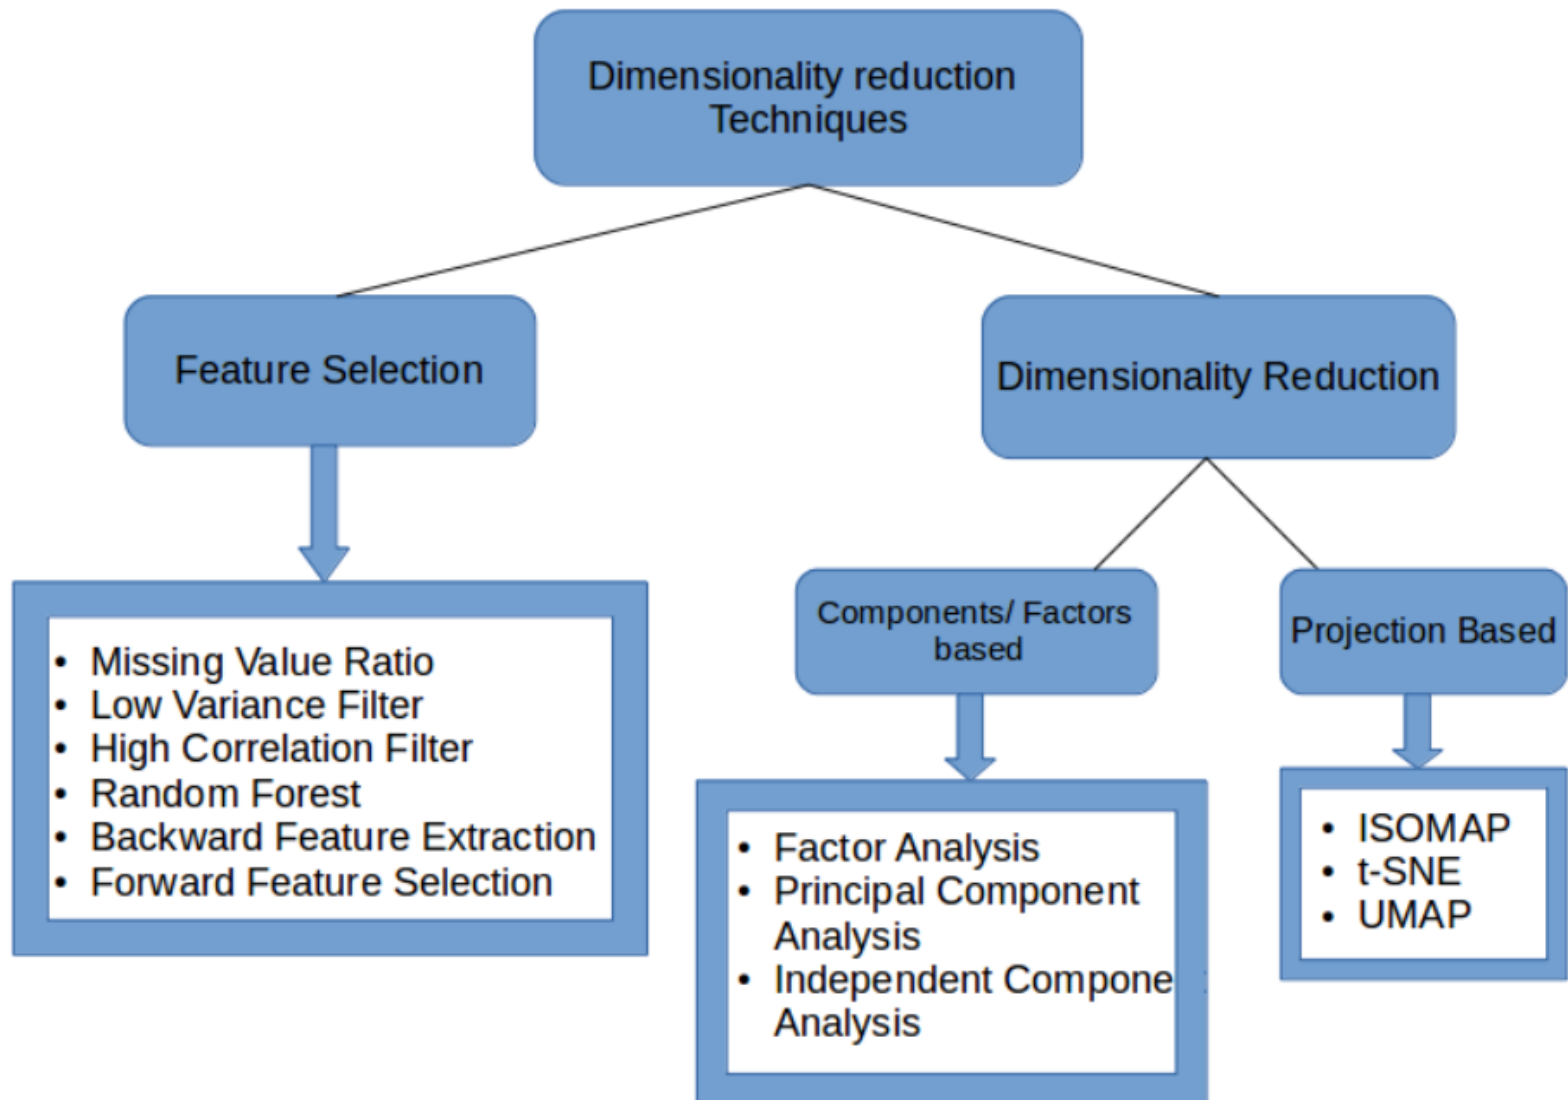 Dimensionality reduction
Techniques
Feature Selection
Dimensionality Reduction
Components/ Factors
based
Projection Based
• Missing Value Ratio
• Low Variance Filter
• High Correlation Filter
• Random Forest
• Backward Feature Extraction
• Forward Feature Selection
• Factor Analysis
• Principal Component
Analysis
• Independent Compone
Analysis
• ISOMAP
• t-SNE
• UMAP